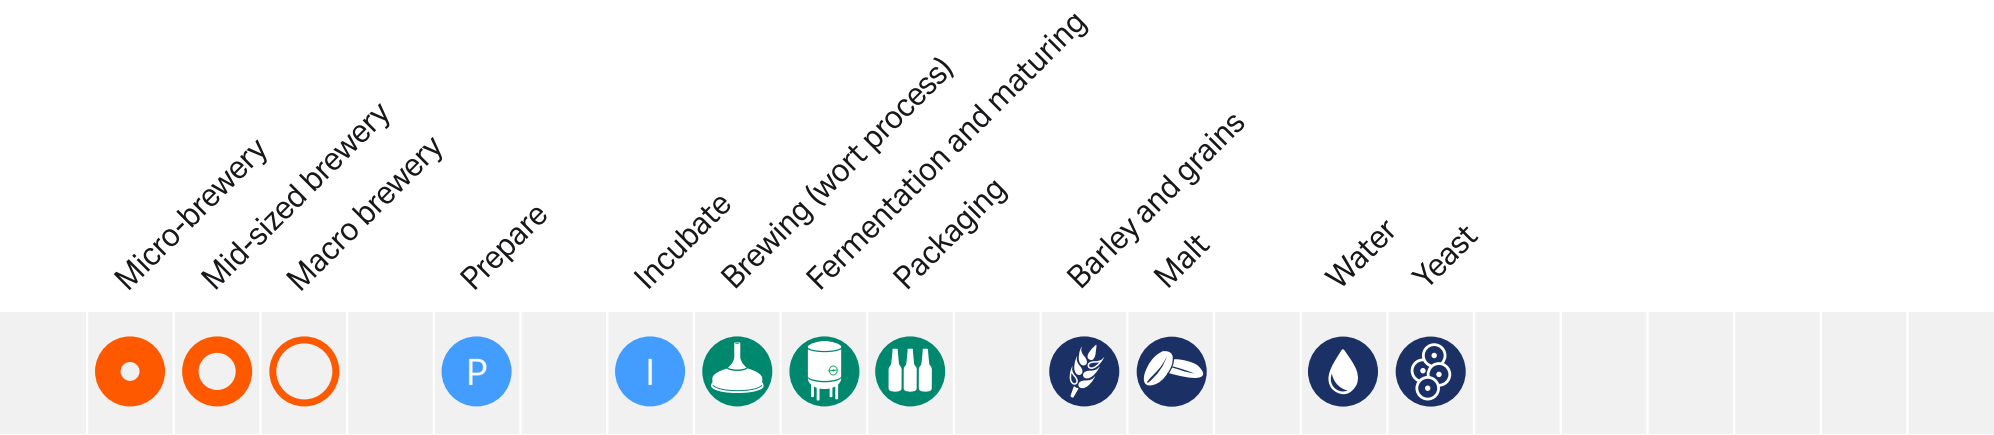 Micro-brewery
Mid-sized brewery
Macro brewery
Prepare
Incubate
Brewing (wort process)
Fermentation and maturing
Packaging
Barley and grains
Malt
Water
Yeast
P
I